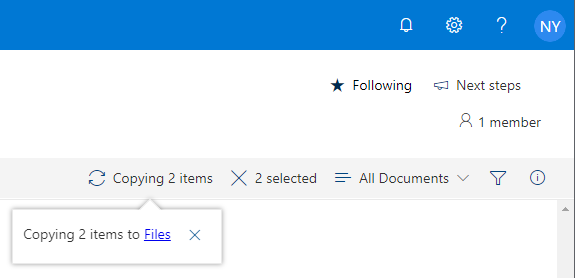 NY
Following Next steps
1 member
Copying 2 items 2 selected All Documents
Copying 2 items to Files